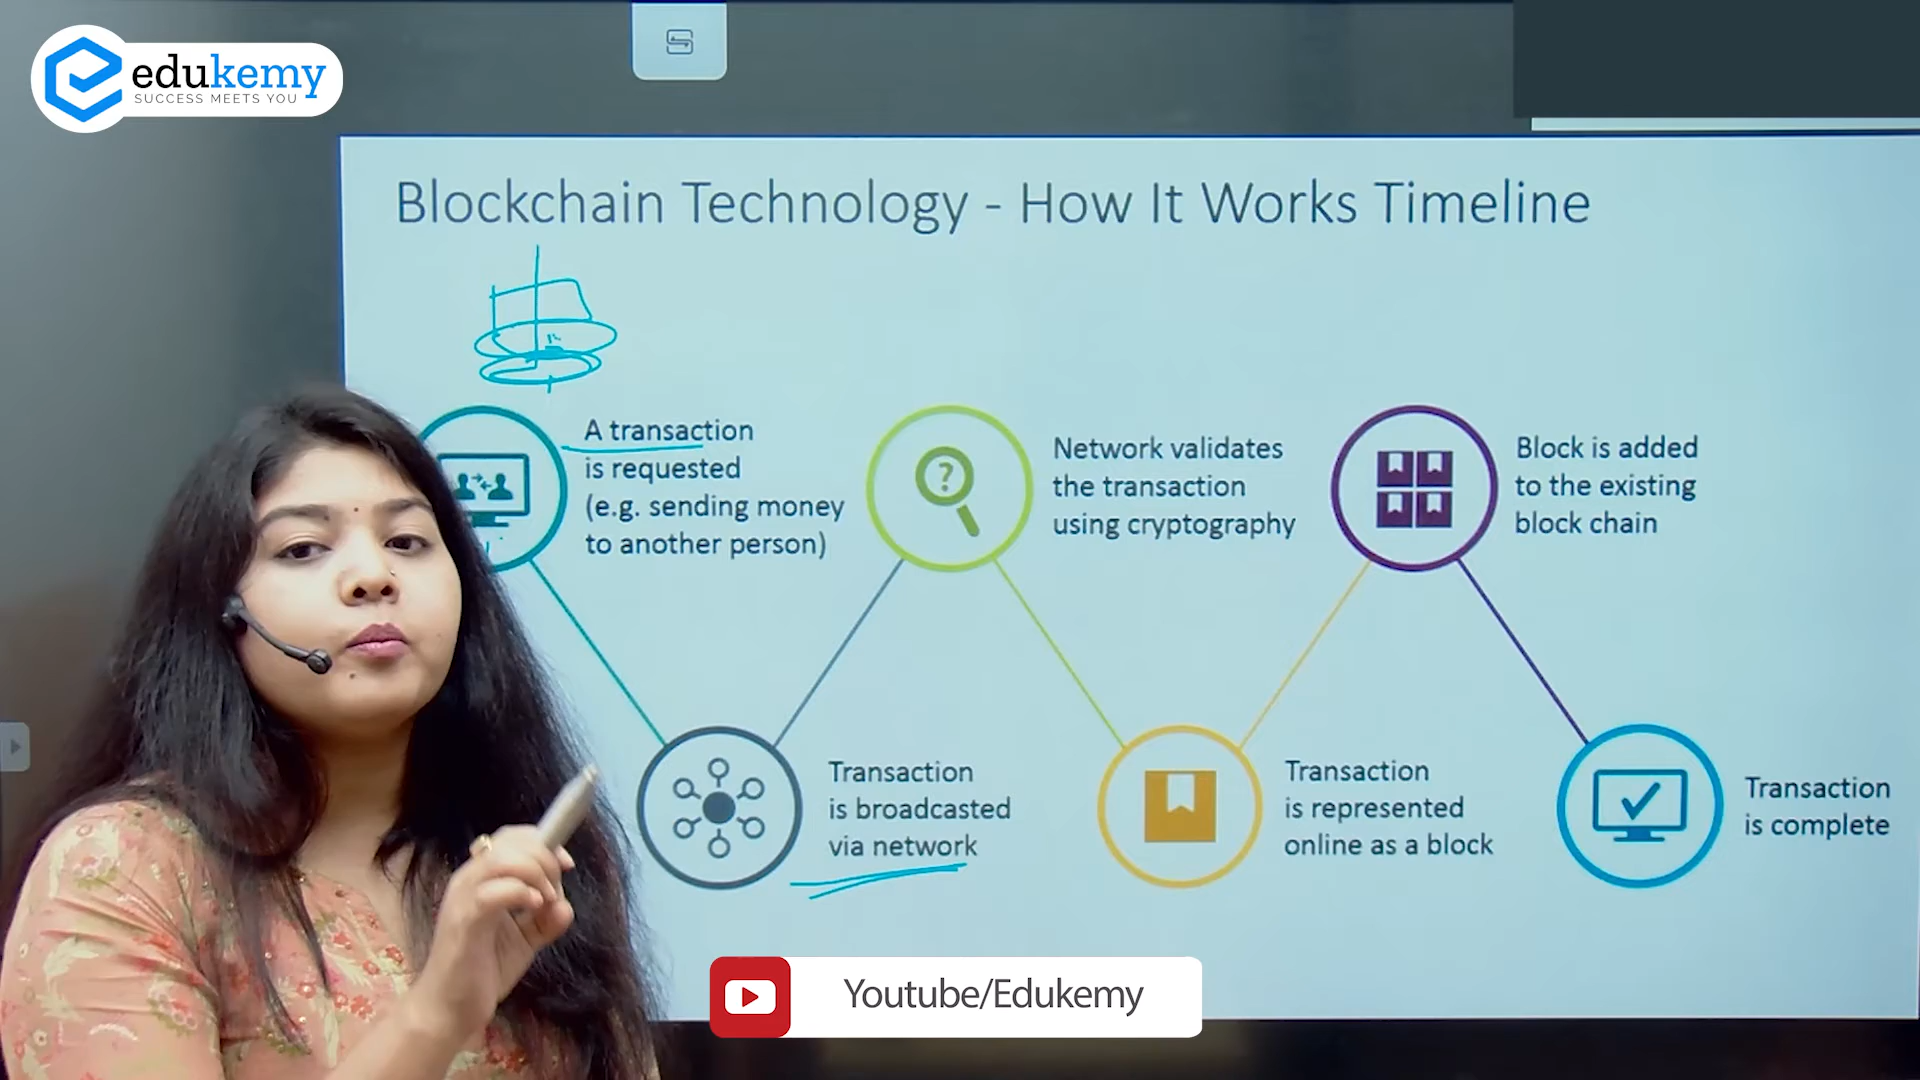 edukemy
SUCCESS MEETS YOU
Blockchain Technology - How It Works Timeline
A transaction
is requested
(e.g. sending money
to another person)
Network validates
the transaction
using cryptography
Block is added
to the existing
block chain
Transaction
is broadcasted
via network
Transaction
is represented
online as a block
Transaction
is complete
Youtube/Edukemy